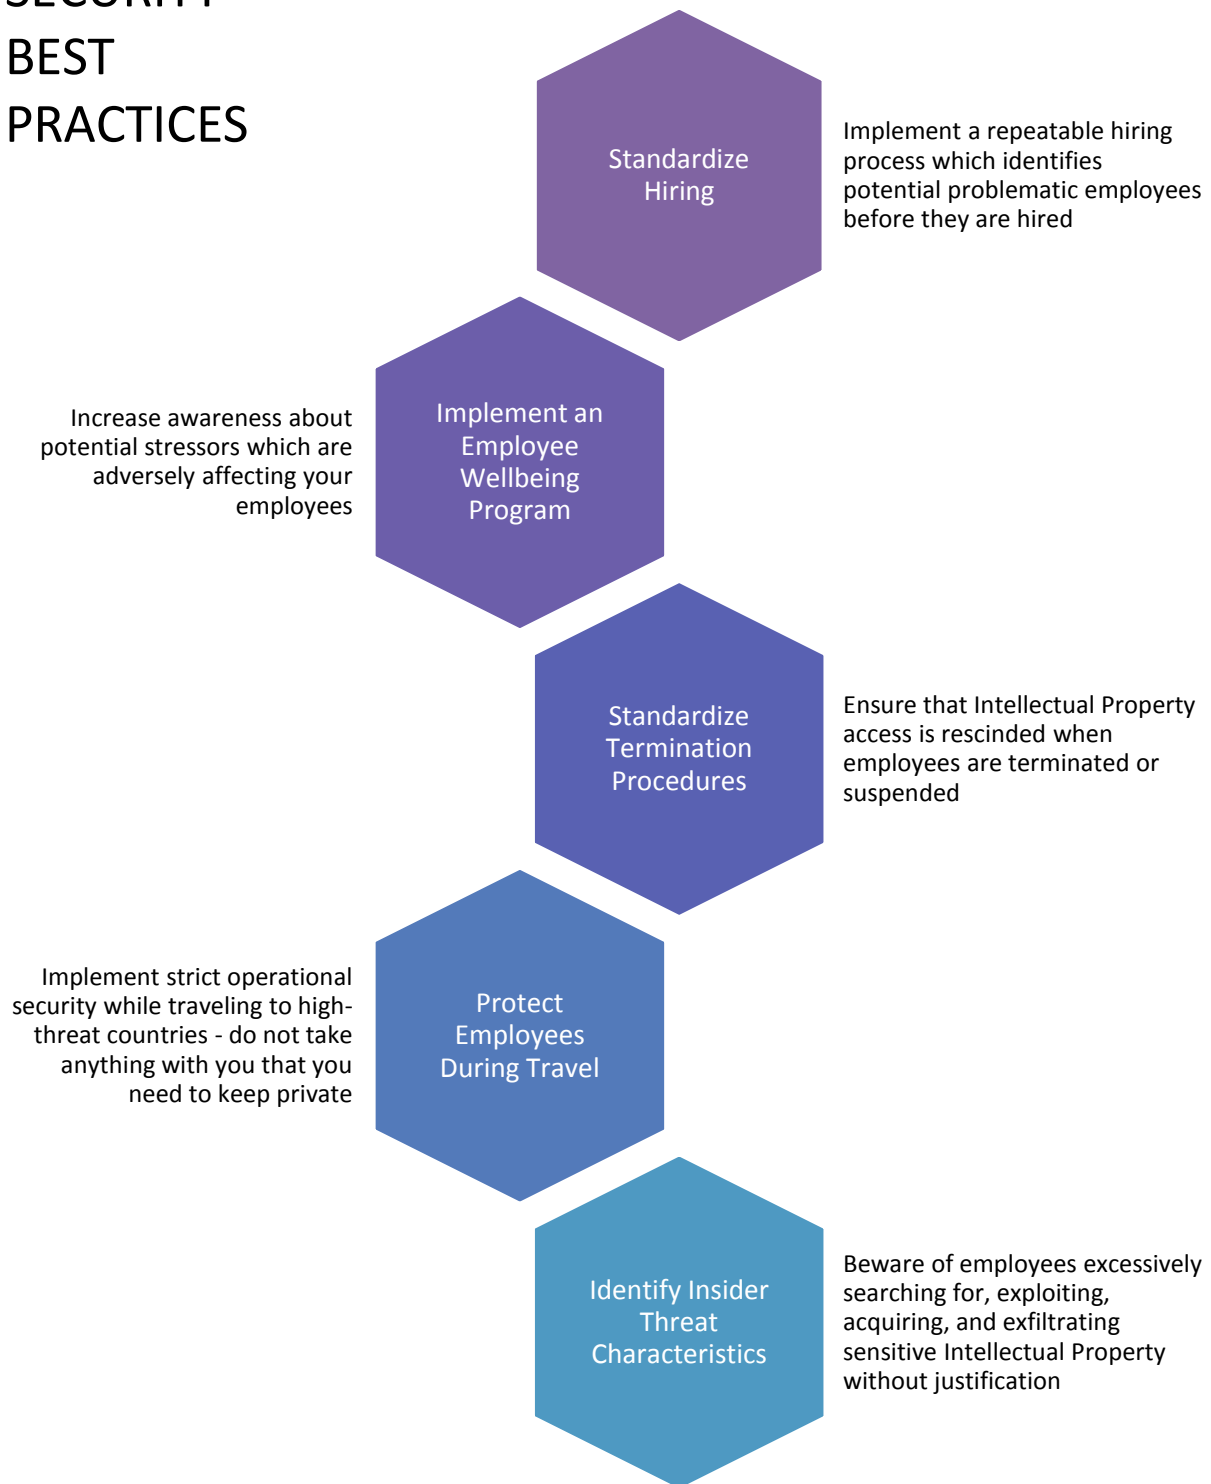 SECURITY
BEST
PRACTICES
Standardize
Hiring
Implement a repeatable hiring
process which identifies
potential problematic employees
before they are hired
Increase awareness about
potential stressors which are
adversely affecting your
employees
Implement an
Employee
Wellbeing
Program
Standardize
Termination
Procedures
Ensure that Intellectual Property
access is rescinded when
employees are terminated or
suspended
Implement strict operational
security while traveling to high-
threat countries - do not take
anything with you that you
need to keep private
Protect
Employees
During Travel
Identify Insider
Threat
Characteristics
Beware of employees excessively
searching for, exploiting,
acquiring, and exfiltrating
sensitive Intellectual Property
without justification